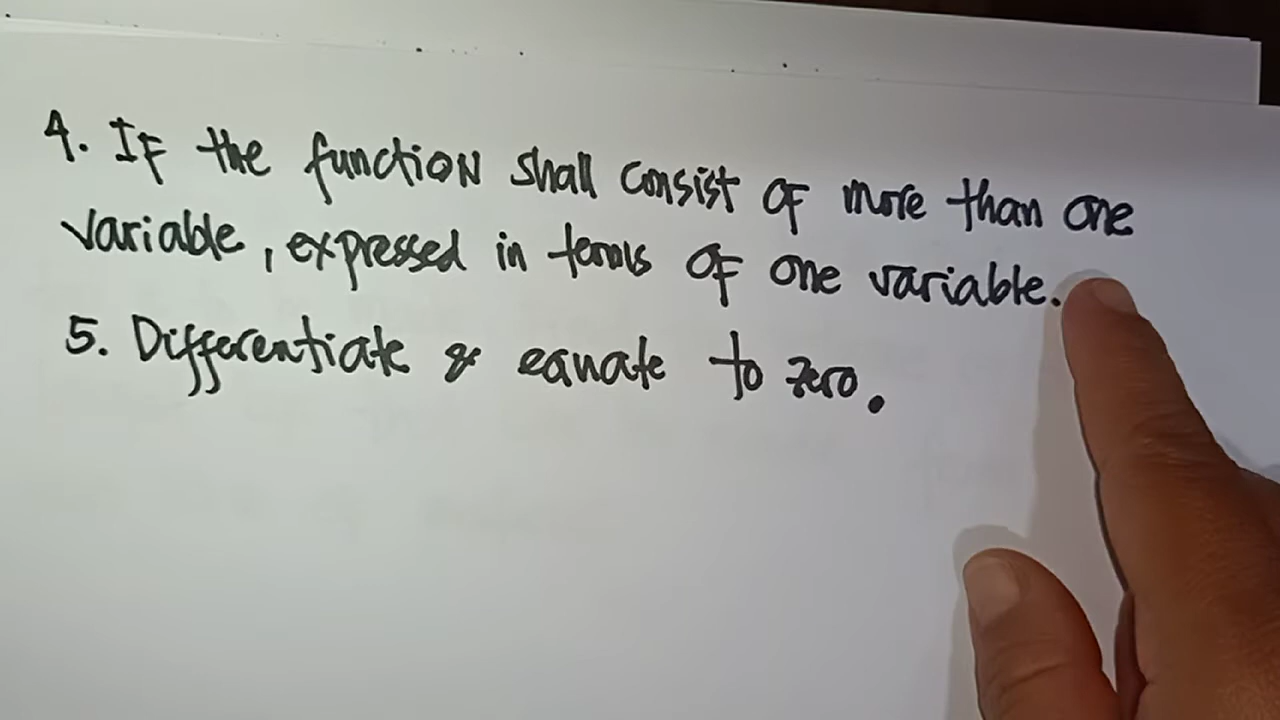 4. If the function shall consist of more than one
variable, expressed in terms of one variable.
5. Differentiate & equate to zero.